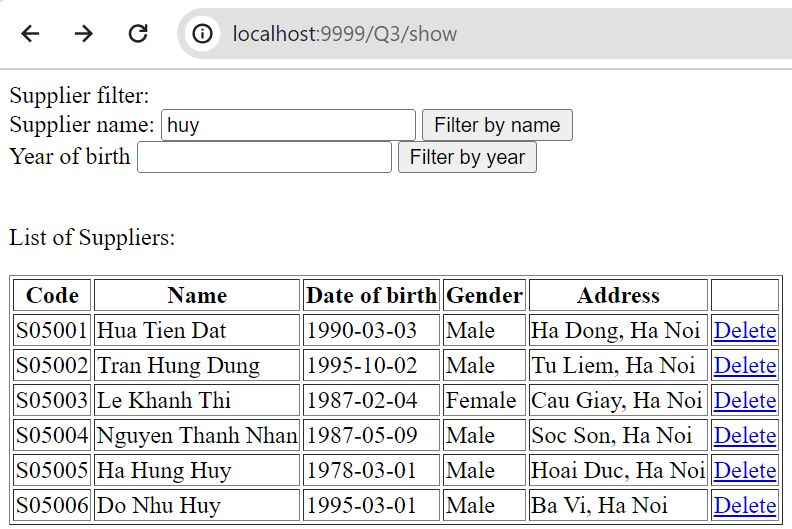 localhost:9999/Q3/show
Supplier filter:
Supplier name: huy Filter by name
Year of birth Filter by year
List of Suppliers:
Code Name Date of birth Gender Address
S05001 Hua Tien Dat 1990-03-03 Male Ha Dong, Ha Noi Delete
S05002 Tran Hung Dung 1995-10-02 Male Tu Liem, Ha Noi Delete
S05003 Le Khanh Thi 1987-02-04 Female Cau Giay, Ha Noi Delete
S05004 Nguyen Thanh Nhan 1987-05-09 Male Soc Son, Ha Noi Delete
S05005 Ha Hung Huy 1978-03-01 Male Hoai Duc, Ha Noi Delete
S05006 Do Nhu Huy 1995-03-01 Male Ba Vi, Ha Noi Delete